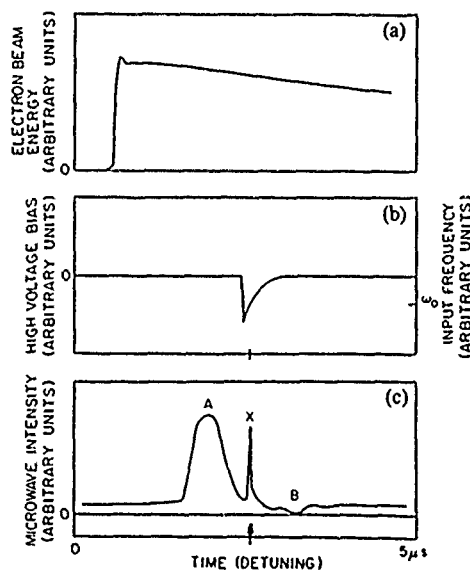 ELECTRON BEAM
ENERGY
(ARBITRARY UNITS)
0
(a)
HIGH VOLTAGE BIAS
(ARBITRARY UNITS)
0
(b)
ω₀
INPUT FREQUENCY
(ARBITRARY UNITS)
MICROWAVE INTENSITY
(ARBITRARY UNITS)
0
A
X
B
(c)
0
5μs
TIME (DETUNING)